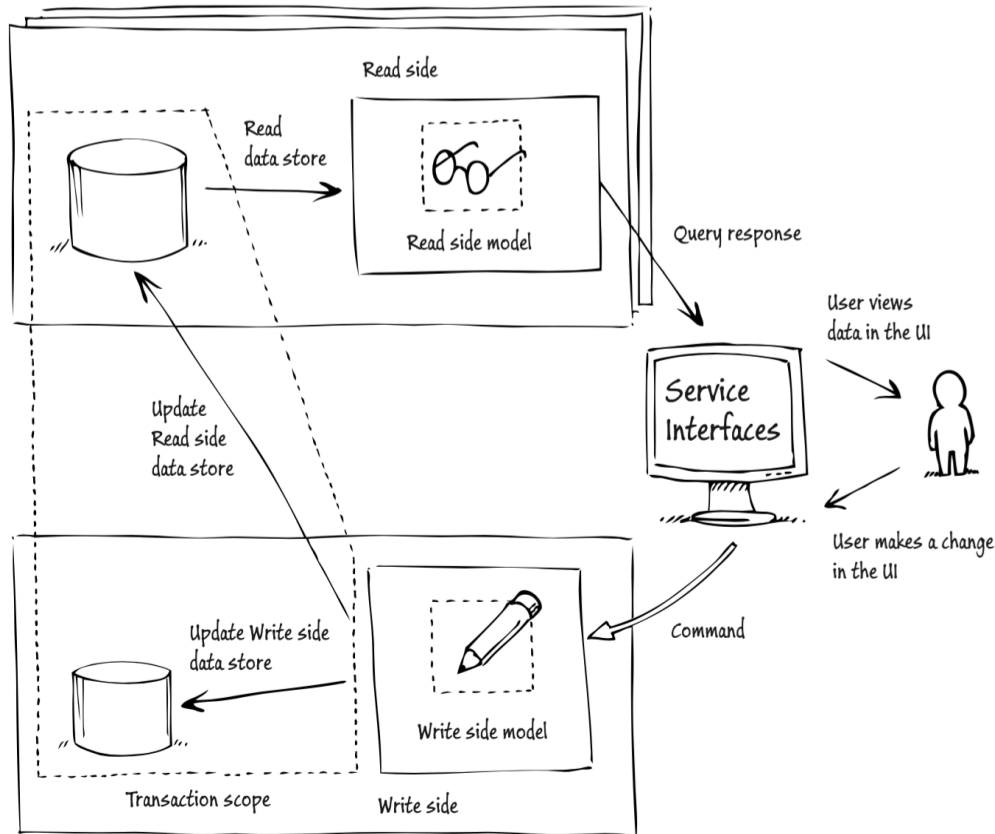 Read side
Read
data store
Read side model
Query response
User views
data in the UI
Service
Interfaces
Update
Read side
data store
User makes a change
in the UI
Command
Update Write side
data store
Write side model
Transaction scope
Write side